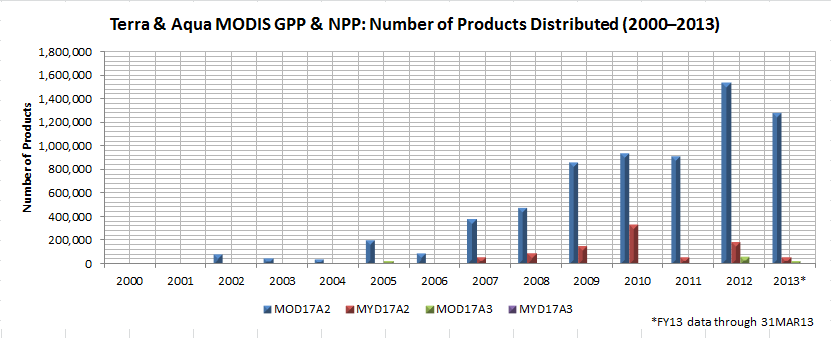 Terra & Aqua MODIS GPP & NPP: Number of Products Distributed (2000–2013)
1,800,000
1,600,000
1,400,000
1,200,000
1,000,000
800,000
600,000
400,000
200,000
0
Number of Products
2000 2001 2002 2003 2004 2005 2006 2007 2008 2009 2010 2011 2012 2013*
MOD17A2 MYD17A2 MOD17A3 MYD17A3
*FY13 data through 31MAR13